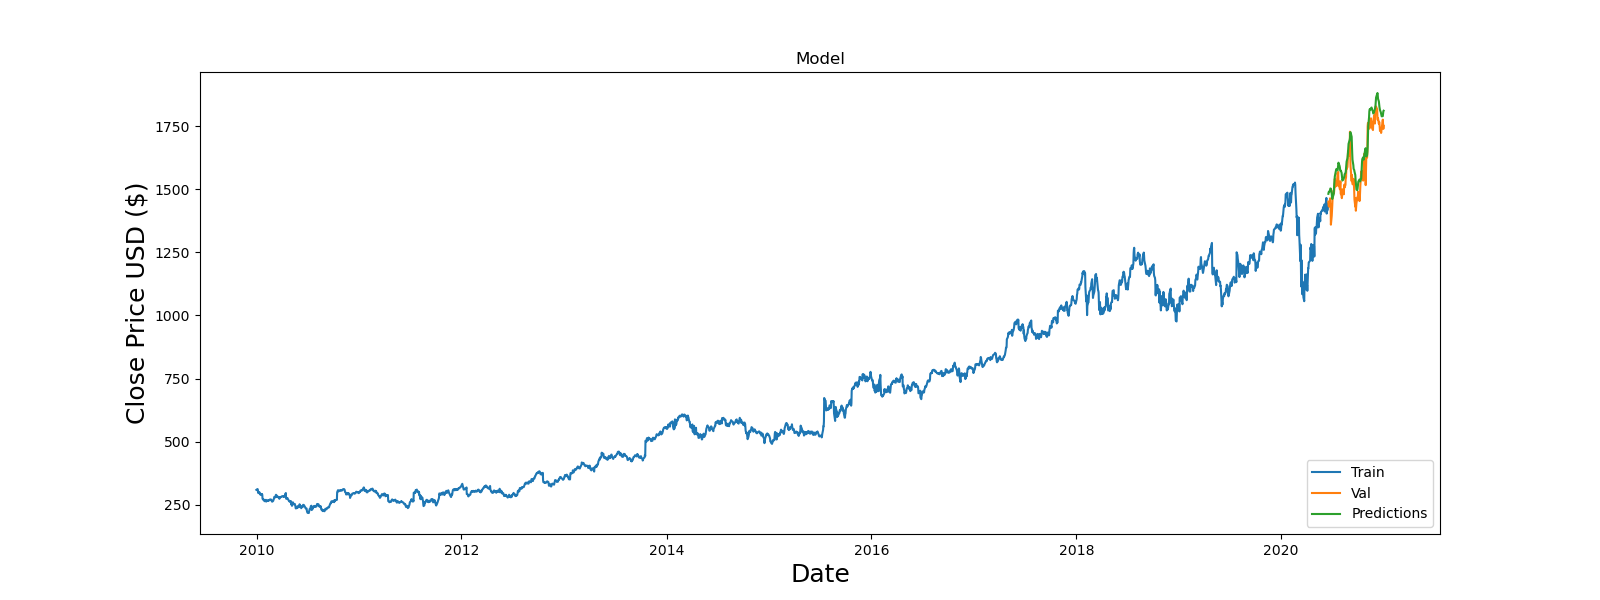 Model
Close Price USD ($)
1750
1500
1250
1000
750
500
250
2010 2012 2014 2016 2018 2020
Date
Train
Val
Predictions